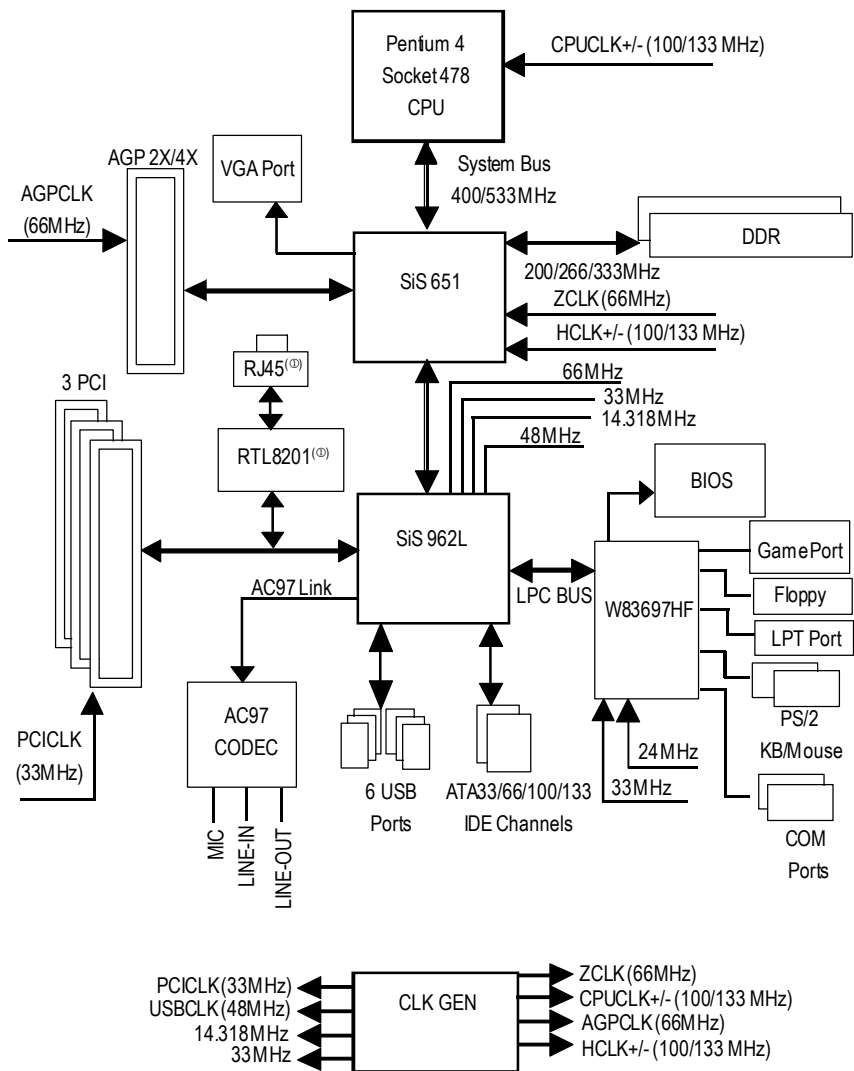 Pentium 4
Socket 478
CPU
CPUCLK+/- (100/133 MHz)
AGP 2X/4X
VGA Port
System Bus
400/533MHz
AGPCLK
(66MHz)
DDR
SiS 651
200/266/333MHz
ZCLK (66MHz)
HCLK+/- (100/133 MHz)
RJ45(①)
66MHz
3 PCI
33MHz
14.318MHz
RTL8201(①)
48MHz
BIOS
SiS 962L
Game Port
AC97 Link
LPC BUS
W83697HF
Floppy
LPT Port
AC97
CODEC
PS/2
KB/Mouse
PCICLK
(33MHz)
24MHz
33MHz
6 USB
Ports
ATA33/66/100/133
IDE Channels
MIC
LINE-IN
LINE-OUT
COM
Ports
PCICLK (33MHz)
USBCLK (48MHz)
14.318MHz
33MHz
CLK GEN
ZCLK (66MHz)
CPUCLK+/- (100/133 MHz)
AGPCLK (66MHz)
HCLK+/- (100/133 MHz)